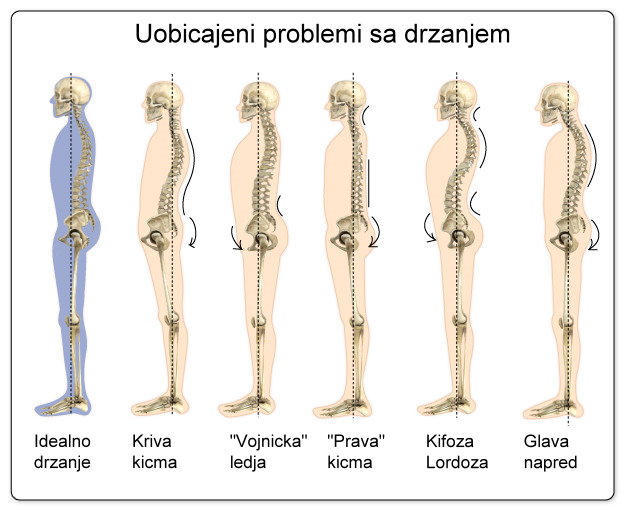 Uobicajeni problemi sa drzanjem
Idealno
drzanje
Kriva
kicma
"Vojnicka"
ledja
"Prava"
kicma
Kifoza
Lordoza
Glava
napred